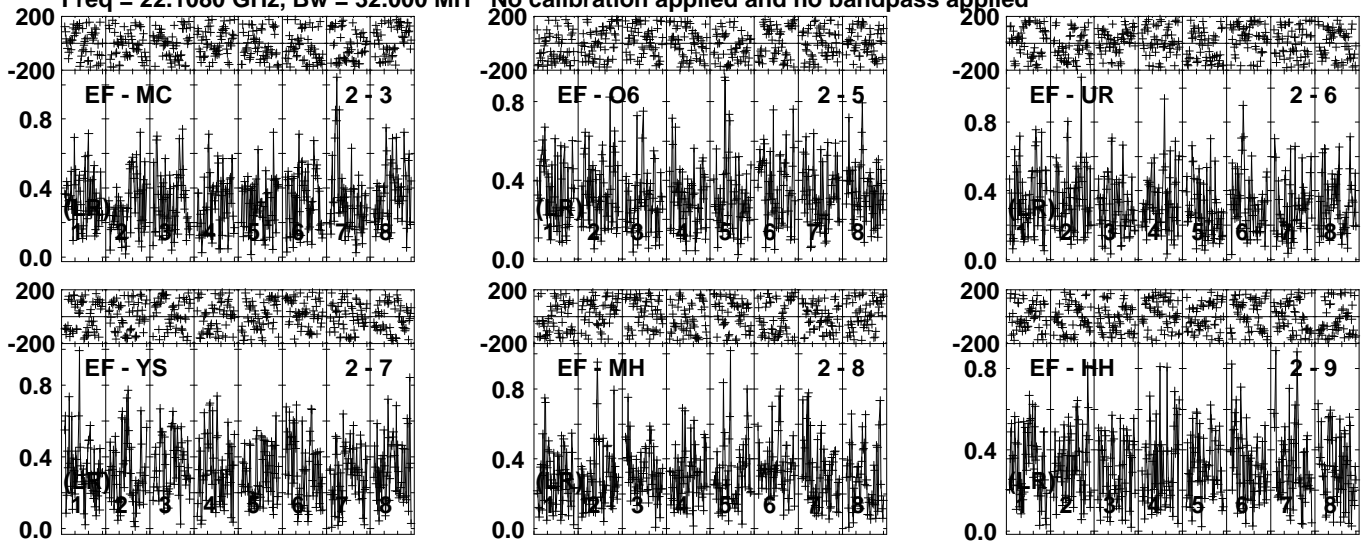 Freq = 22.1080 GHz, Bw = 32.000 MH No calibration applied and no bandpass applied
200
-200
EF - MC 2 - 3
0.8
0.4
0.0
(LR)
1 2 3 4 5 6 7 8
200
-200
EF - O6 2 - 5
0.8
0.4
0.0
(LR)
1 2 3 4 5 6 7 8
200
-200
EF - UR 2 - 6
0.8
0.4
0.0
(LR)
1 2 3 4 5 6 7 8
200
-200
EF - YS 2 - 7
0.8
0.4
0.0
(LR)
1 2 3 4 5 6 7 8
200
-200
EF - MH 2 - 8
0.8
0.4
0.0
(LR)
1 2 3 4 5 6 7 8
200
-200
EF - HH 2 - 9
0.8
0.4
0.0
(LR)
1 2 3 4 5 6 7 8